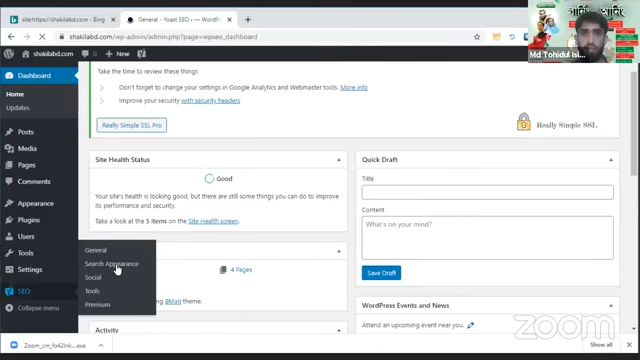 site:https://shakilabd.com - Bing
General - Yoast SEO — WordPr
shakilabd.com/wp-admin/admin.php?page=wpseo_dashboard
shakilabd.com
0
New
Md Tohidul Isl...
Dashboard
Home
Updates
Posts
Media
Pages
Comments
Appearance
Plugins
Users
Tools
Settings
SEO
Collapse menu
General
Search Appearance
Social
Tools
Premium
Take the time to review these things
Don't forget to change your settings in Google Analytics and Webmaster tools. More info
Improve your security with security headers
Really Simple SSL Pro
Really Simple SSL
Site Health Status
Good
Your site's health is looking good, but there are still some things you can do to improve
its performance and security.
Take a look at the 5 items on the Site Health screen.
4 Pages
BMag theme.
Activity
Quick Draft
Title
Content
What's on your mind?
Save Draft
WordPress Events and News
Attend an upcoming event near you.
Show all
zoom